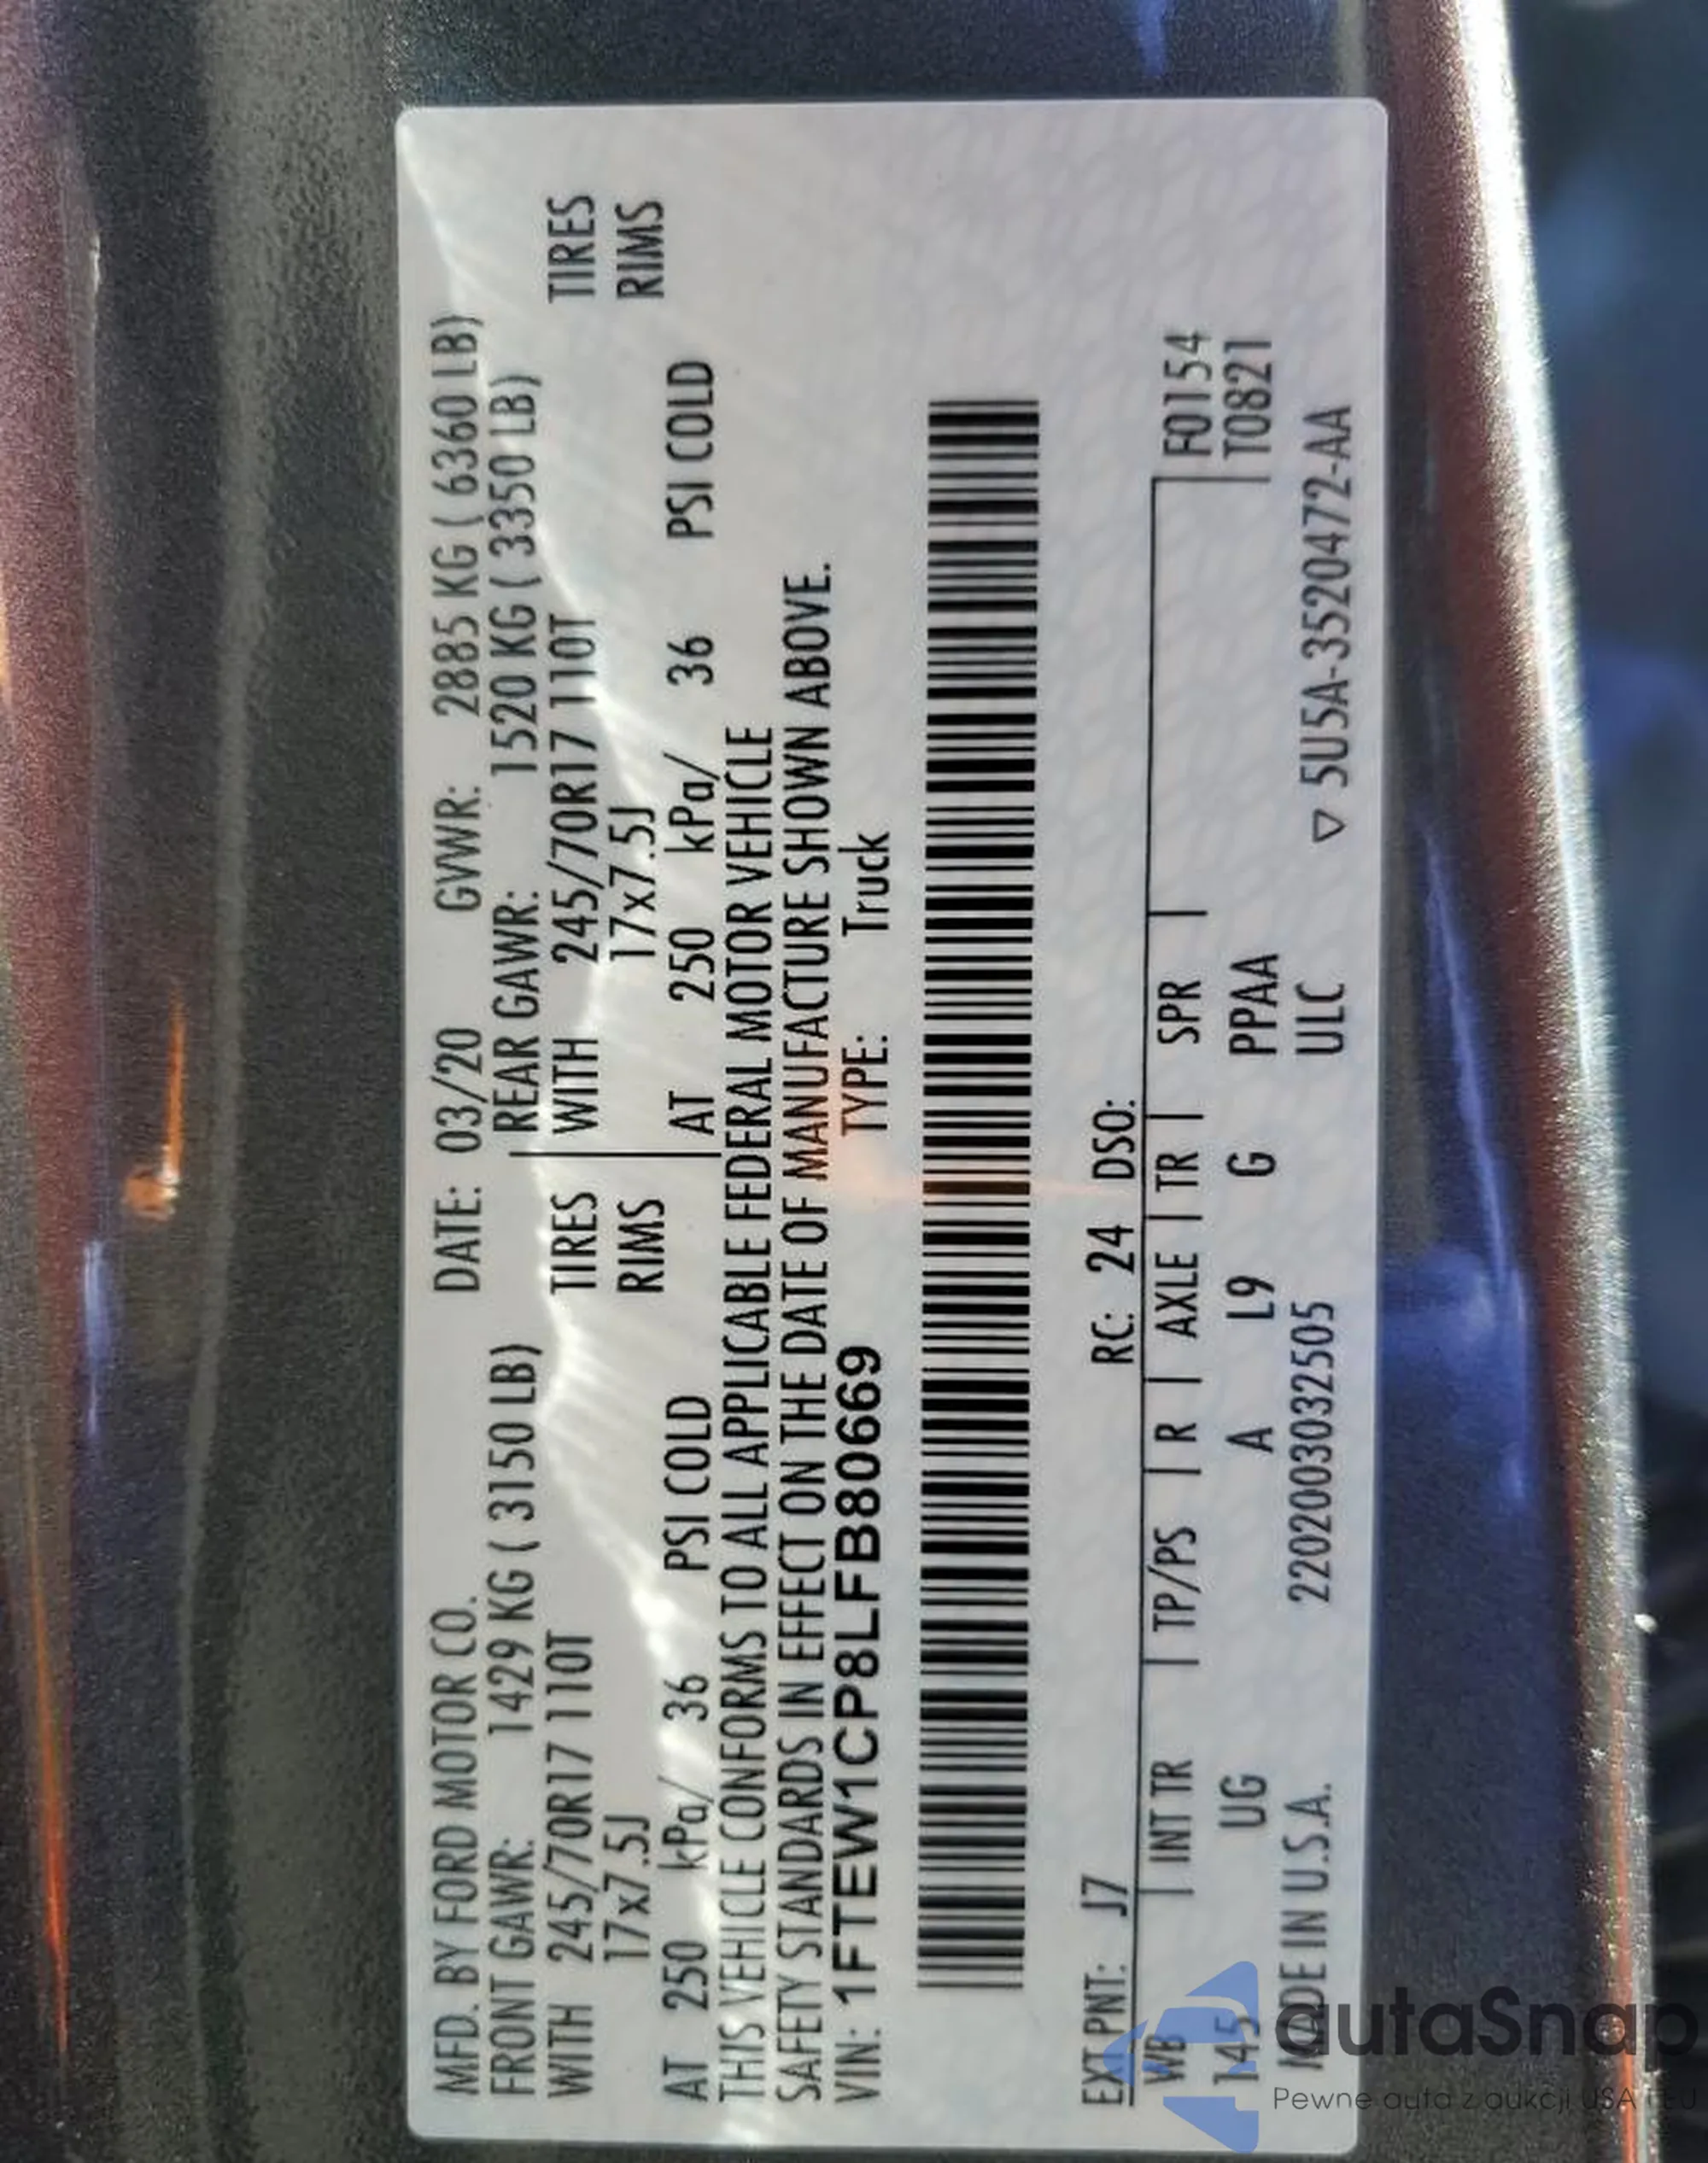 MFD. BY FORD MOTOR CO. DATE: 03/20 GVWR: 2885 KG ( 6360 LB)
FRONT GAWR: 1429 KG ( 3150 LB) REAR GAWR: 1520 KG ( 3350 LB)
WITH 245/70R17 110T TIRES WITH 245/70R17 110T TIRES
17x7.5J RIMS 17x7.5J RIMS
AT 250 kPa/ 36 PSI COLD AT 250 kPa/ 36 PSI COLD
THIS VEHICLE CONFORMS TO ALL APPLICABLE FEDERAL MOTOR VEHICLE
SAFETY STANDARDS IN EFFECT ON THE DATE OF MANUFACTURE SHOWN ABOVE.
VIN: 1FTEW1CP8LFB80669 TYPE: Truck
EXT PNT: J7 RC: 24 DSO:
WB INT TR TP/PS R AXLE TR SPR F0154
145 UG A L9 G PPAA T0821
MADE IN U.S.A. 2202003032505 ULC ▽ 5U5A-3520472-AA
autaSnap
Pewne auta z aukcji USA i EU